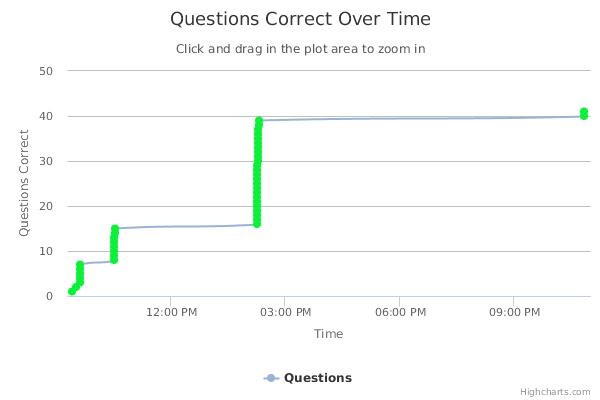 Questions Correct Over Time
Click and drag in the plot area to zoom in
50
40
30
20
10
0
Questions Correct
12:00 PM
03:00 PM
06:00 PM
09:00 PM
Time
Questions
Highcharts.com